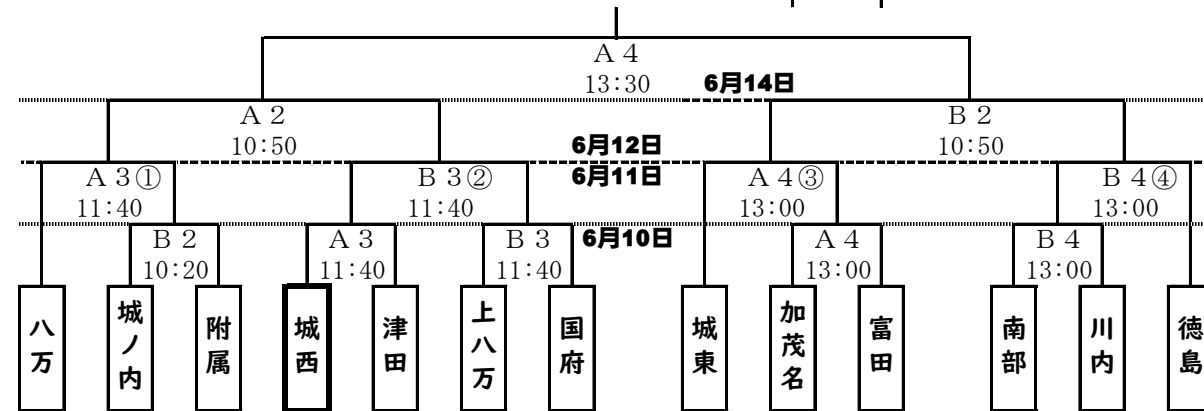 Ａ４
13:30 6月14日
Ａ２ Ｂ２
10:50 6月12日 10:50
Ａ３① Ｂ３② 6月11日 Ａ４③ Ｂ４④
11:40 11:40 13:00 13:00
Ｂ２ Ａ３ Ｂ３ 6月10日 Ａ４ Ｂ４
10:20 11:40 11:40 13:00 13:00
八万
城ノ内
附属
城西
津田
上八万
国府
城東
加茂名
富田
南部
川内
徳島